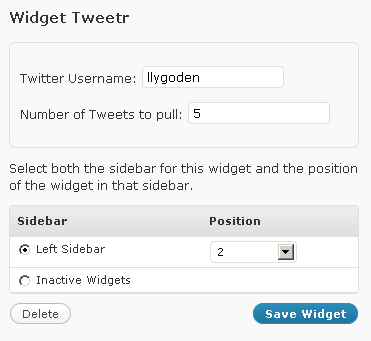 Widget Tweetr
Twitter Username: llygoden
Number of Tweets to pull: 5
Select both the sidebar for this widget and the position
of the widget in that sidebar.
Sidebar Position
Left Sidebar 2
Inactive Widgets
Delete Save Widget